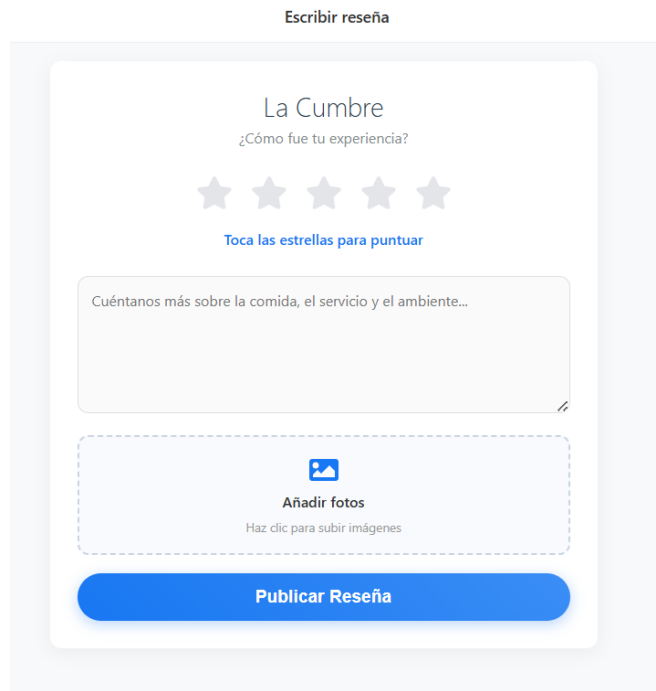 Escribir reseña
La Cumbre
¿Cómo fue tu experiencia?
Toca las estrellas para puntuar
Cuéntanos más sobre la comida, el servicio y el ambiente...
Añadir fotos
Haz clic para subir imágenes
Publicar Reseña